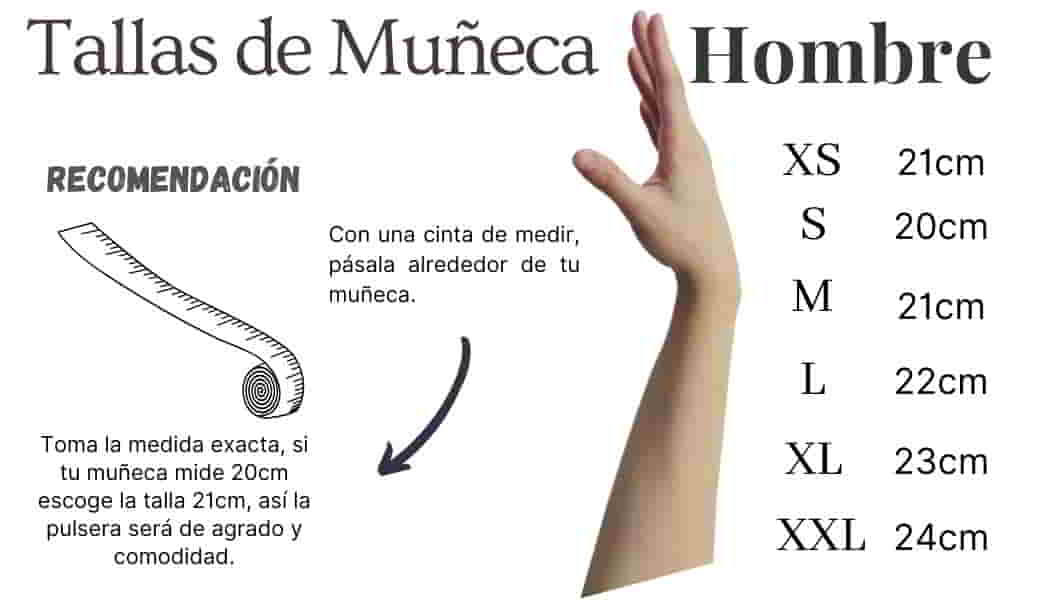 Tallas de Muñeca
Hombre
RECOMENDACIÓN
Con una cinta de medir,
pásala alrededor de tu
muñeca.
Toma la medida exacta, si
tu muñeca mide 20cm
escoge la talla 21cm, así la
pulsera será de agrado y
comodidad.
XS 21cm
S 20cm
M 21cm
L 22cm
XL 23cm
XXL 24cm